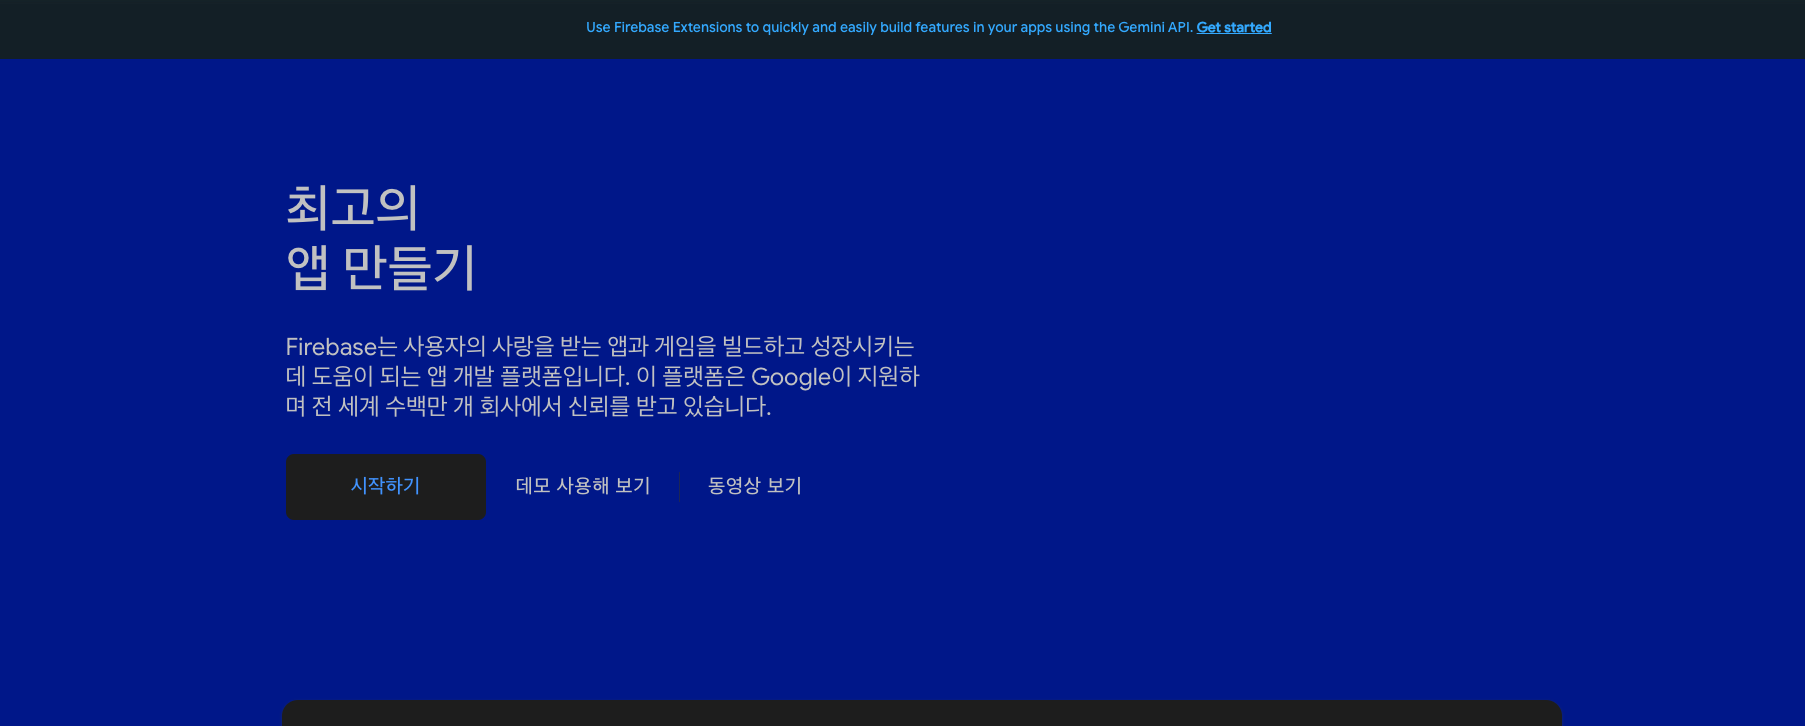 Use Firebase Extensions to quickly and easily build features in your apps using the Gemini API. Get started
최고의
앱 만들기
Firebase는 사용자의 사랑을 받는 앱과 게임을 빌드하고 성장시키는
데 도움이 되는 앱 개발 플랫폼입니다. 이 플랫폼은 Google이 지원하
며 전 세계 수백만 개 회사에서 신뢰를 받고 있습니다.
시작하기 데모 사용해 보기 동영상 보기